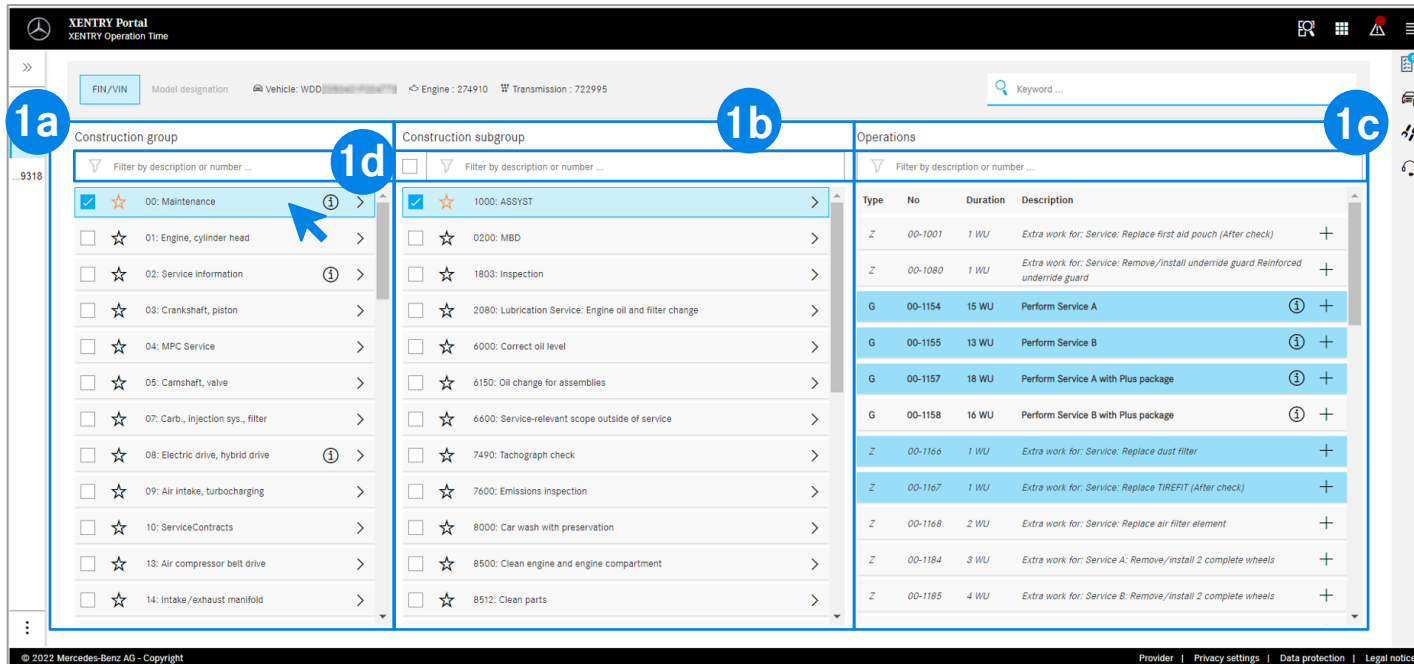 XENTRY Portal
XENTRY Operation Time
FIN/VIN Model designation Vehicle: WDD Engine : 274910 Transmission : 722995 Keyword ...
1a 1b 1c
Construction group Construction subgroup Operations
1d
Filter by description or number ... Filter by description or number ... Filter by description or number ...
...9318
00: Maintenance
01: Engine, cylinder head
02: Service information
03: Crankshaft, piston
04: MPC Service
05: Camshaft, valve
07: Carb., injection sys., filter
08: Electric drive, hybrid drive
09: Air intake, turbocharging
10: ServiceContracts
13: Air compressor belt drive
14: Intake/exhaust manifold
1000: ASSYST
0200: MBD
1803: Inspection
2080: Lubrication Service: Engine oil and filter change
6000: Correct oil level
6150: Oil change for assemblies
6600: Service-relevant scope outside of service
7490: Tachograph check
7600: Emissions inspection
8000: Car wash with preservation
8500: Clean engine and engine compartment
8512: Clean parts
Type No Duration Description
Z 00-1001 1 WU Extra work for: Service: Replace first aid pouch (After check)
Z 00-1080 1 WU Extra work for: Service: Remove/install underride guard Reinforced
underride guard
G 00-1154 15 WU Perform Service A
G 00-1155 13 WU Perform Service B
G 00-1157 18 WU Perform Service A with Plus package
G 00-1158 16 WU Perform Service B with Plus package
Z 00-1166 1 WU Extra work for: Service: Replace dust filter
Z 00-1167 1 WU Extra work for: Service: Replace TIREFIT (After check)
Z 00-1168 2 WU Extra work for: Service: Replace air filter element
Z 00-1184 3 WU Extra work for: Service A: Remove/install 2 complete wheels
Z 00-1185 4 WU Extra work for: Service B: Remove/install 2 complete wheels
© 2022 Mercedes-Benz AG - Copyright Provider | Privacy settings | Data protection | Legal notice